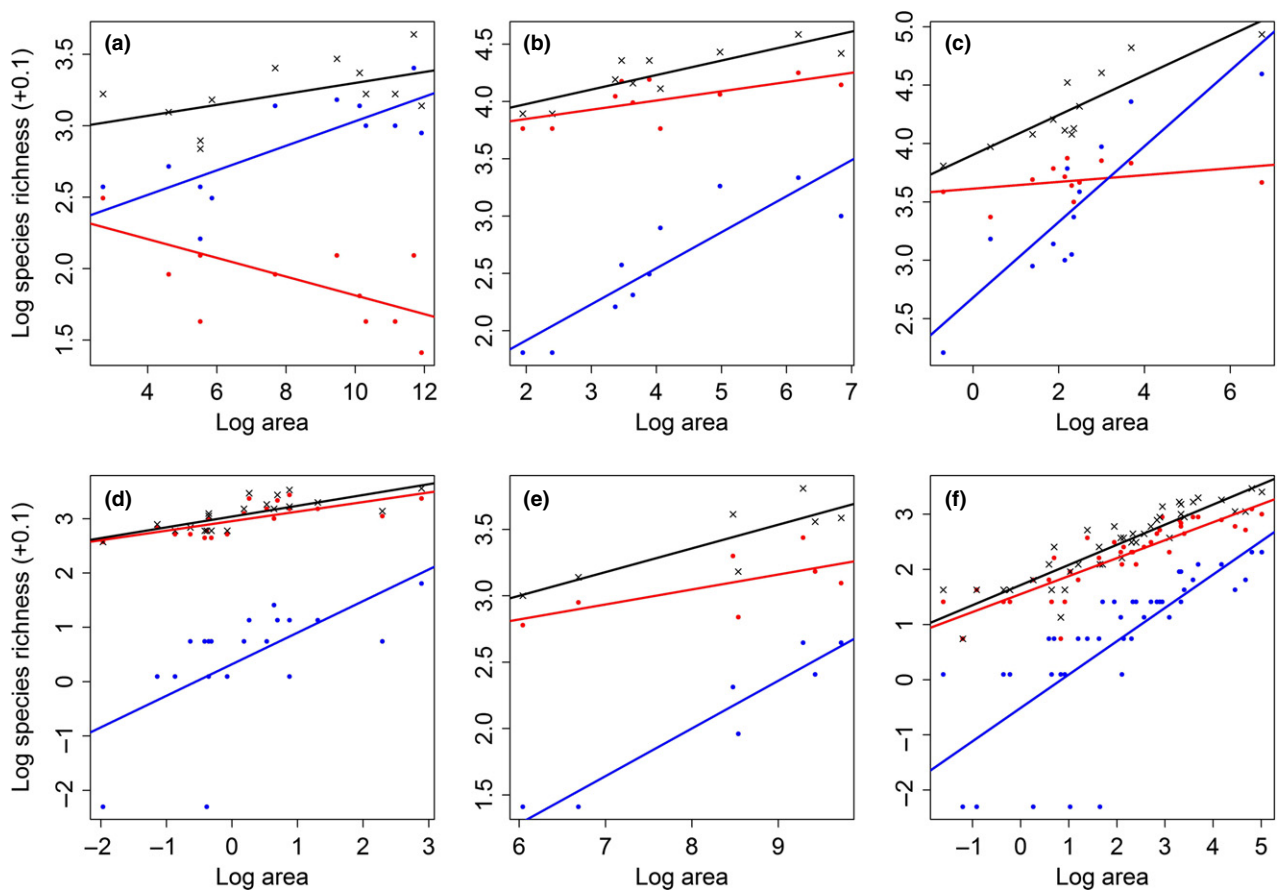 (a) (b) (c)
Log species richness (+0.1)
1.5 2.0 2.5 3.0 3.5
2.0 2.5 3.0 3.5 4.0 4.5
2.5 3.0 3.5 4.0 4.5 5.0
4 6 8 10 12
2 3 4 5 6 7
0 2 4 6
Log area Log area Log area
(d) (e) (f)
Log species richness (+0.1)
−2 −1 0 1 2 3
1.5 2.0 2.5 3.0 3.5
−2 −1 0 1 2 3
−2 −1 0 1 2 3
6 7 8 9
−1 0 1 2 3 4 5
Log area Log area Log area